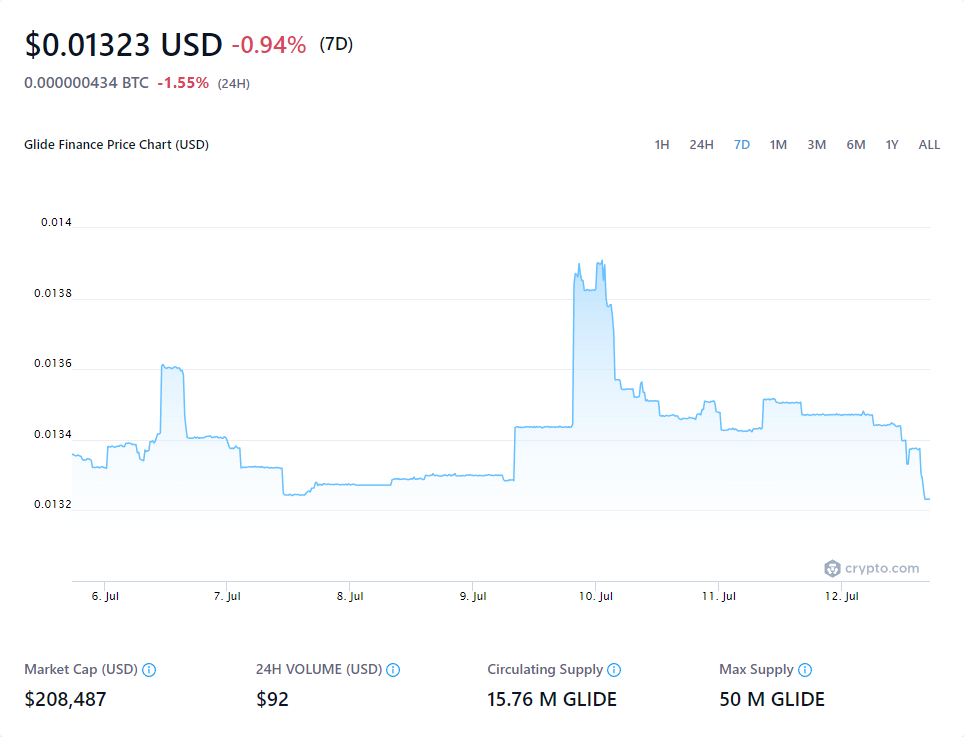 $0.01323 USD -0.94% (7D)
0.000000434 BTC -1.55% (24H)
Glide Finance Price Chart (USD) 1H 24H 7D 1M 3M 6M 1Y ALL
0.014
0.0138
0.0136
0.0134
0.0132
crypto.com
6. Jul 7. Jul 8. Jul 9. Jul 10. Jul 11. Jul 12. Jul
Market Cap (USD) 24H VOLUME (USD) Circulating Supply Max Supply
$208,487 $92 15.76 M GLIDE 50 M GLIDE